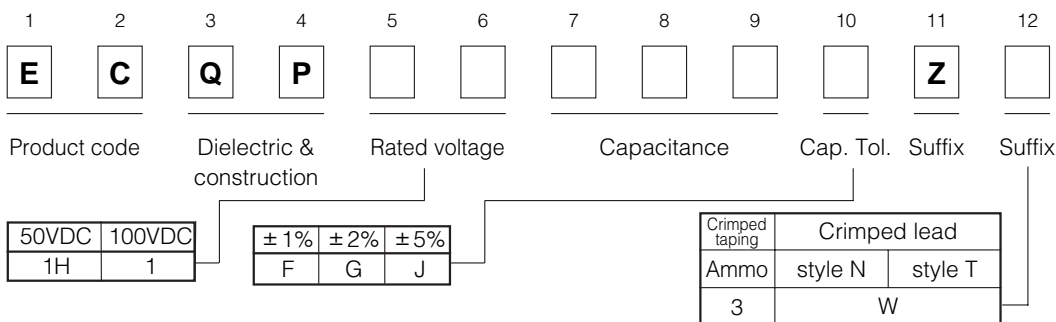 1 2 3 4 5 6 7 8 9 10 11 12
E C Q P Z
Product code Dielectric & Rated voltage Capacitance Cap. Tol. Suffix Suffix
construction
50VDC 100VDC
1H 1
±1% ±2% ±5%
F G J
Crimped
taping Crimped lead
Ammo style N style T
3 W